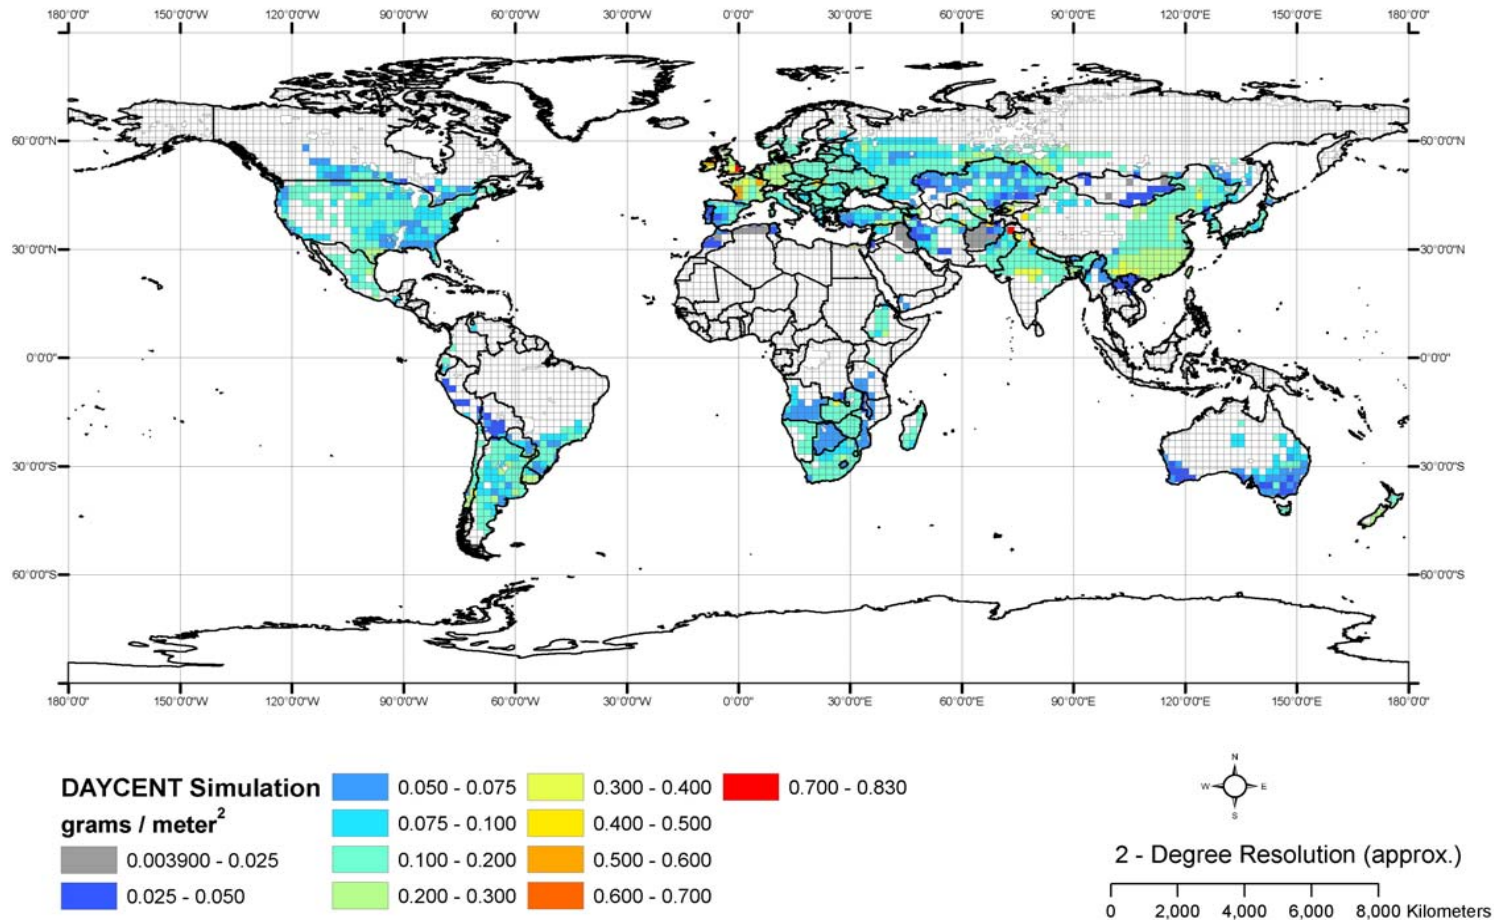 180°0'0" 150°0'0"W 120°0'0"W 90°0'0"W 60°0'0"W 30°0'0"W 0°0'0" 30°0'0"E 60°0'0"E 90°0'0"E 120°0'0"E 150°0'0"E 180°0'0"
60°0'0"N 60°0'0"N
30°0'0"N 30°0'0"N
0°0'0" 0°0'0"
30°0'0"S 30°0'0"S
60°0'0"S 60°0'0"S
180°0'0" 150°0'0"W 120°0'0"W 90°0'0"W 60°0'0"W 30°0'0"W 0°0'0" 30°0'0"E 60°0'0"E 90°0'0"E 120°0'0"E 150°0'0"E 180°0'0"
DAYCENT Simulation
grams / meter²
0.003900 - 0.025
0.025 - 0.050
0.050 - 0.075
0.075 - 0.100
0.100 - 0.200
0.200 - 0.300
0.300 - 0.400
0.400 - 0.500
0.500 - 0.600
0.600 - 0.700
0.700 - 0.830
N
W E
S
2 - Degree Resolution (approx.)
0 2,000 4,000 6,000 8,000 Kilometers